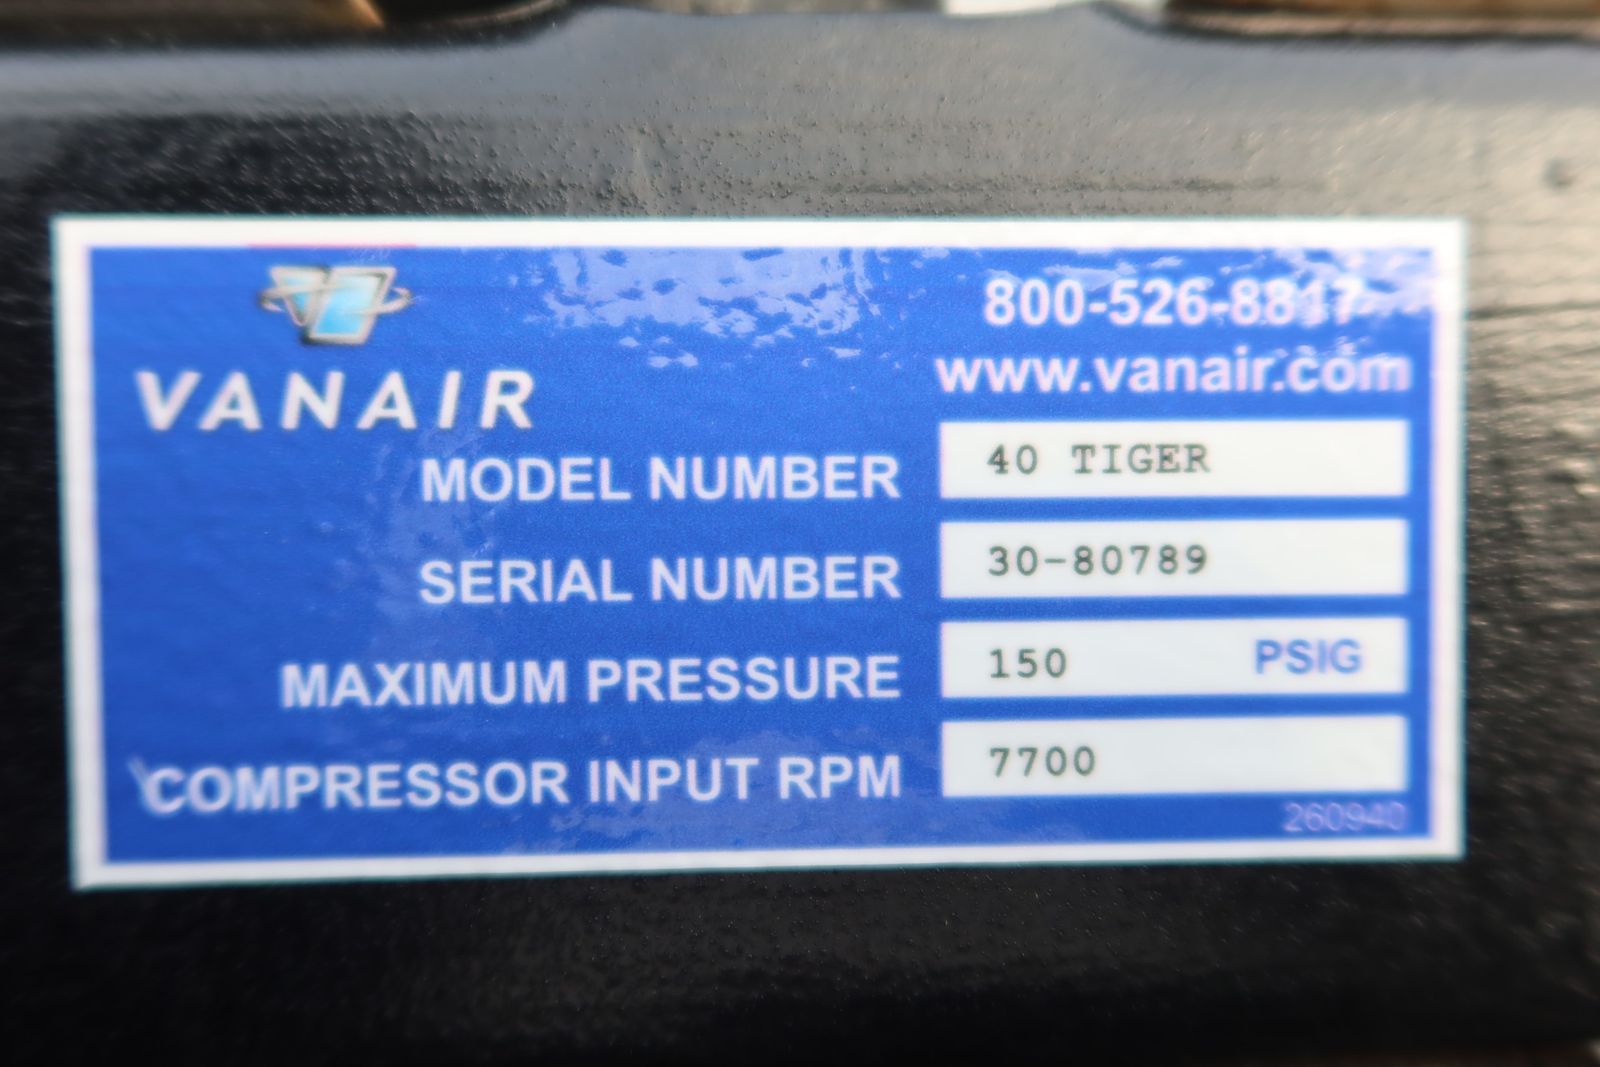 800-526-8817
www.vanair.com
VANAIR
MODEL NUMBER 40 TIGER
SERIAL NUMBER 30-80789
MAXIMUM PRESSURE 150 PSIG
COMPRESSOR INPUT RPM 7700
260940